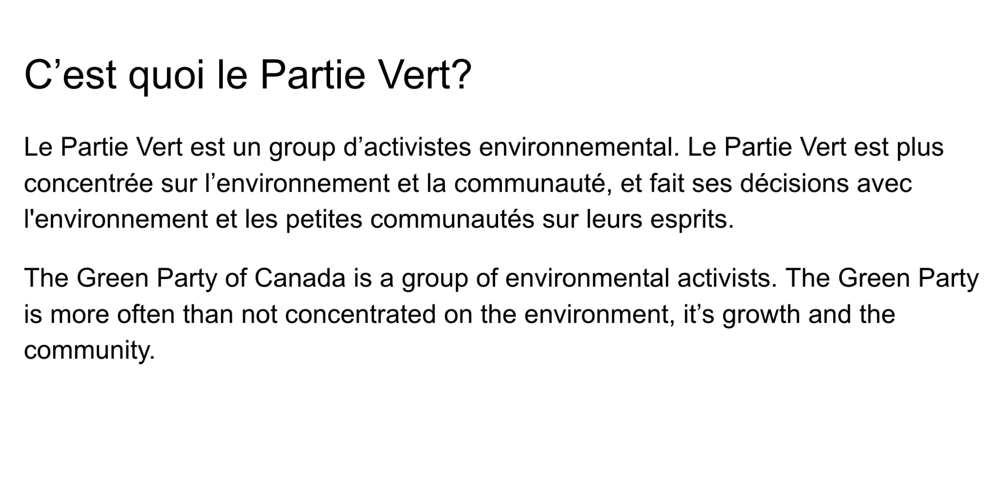 C’est quoi le Partie Vert?
Le Partie Vert est un group d’activistes environnemental. Le Partie Vert est plus
concentrée sur l’environnement et la communauté, et fait ses décisions avec
l'environnement et les petites communautés sur leurs esprits.
The Green Party of Canada is a group of environmental activists. The Green Party
is more often than not concentrated on the environment, it’s growth and the
community.